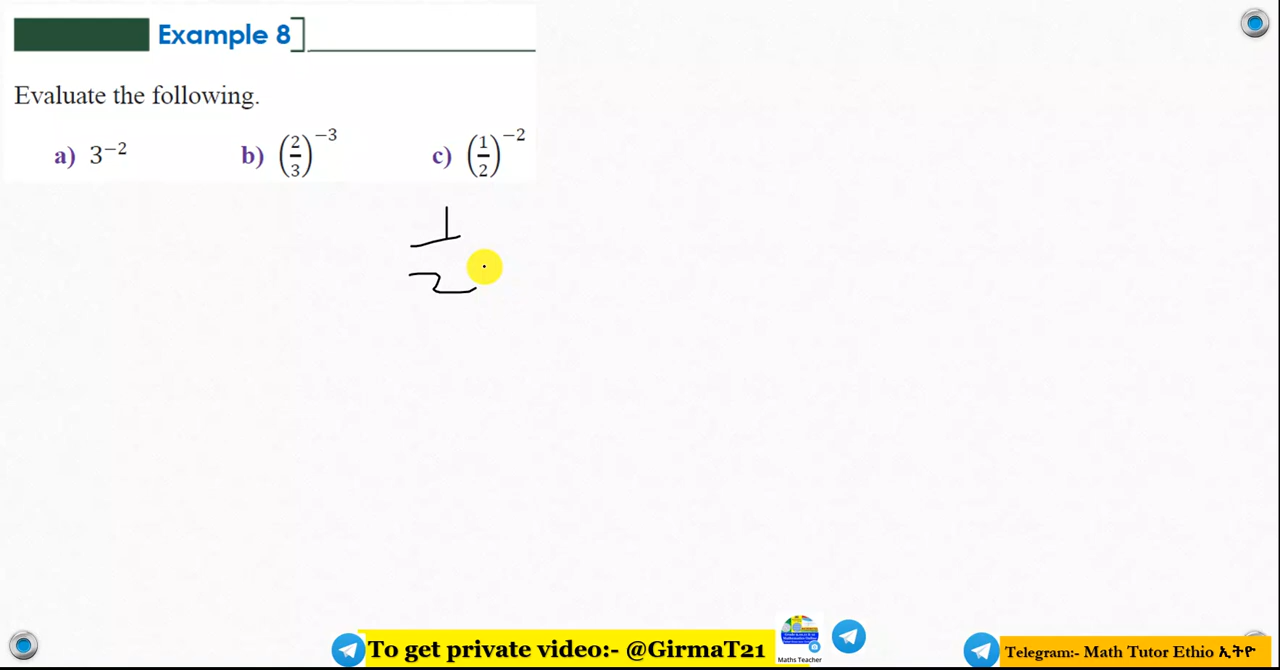 Example 8
Evaluate the following.
a) 3⁻² b) (2/3)⁻³ c) (1/2)⁻²
1
2
To get private video:- @GirmaT21
Maths Teacher
Telegram:- Math Tutor Ethio ኢትዮ